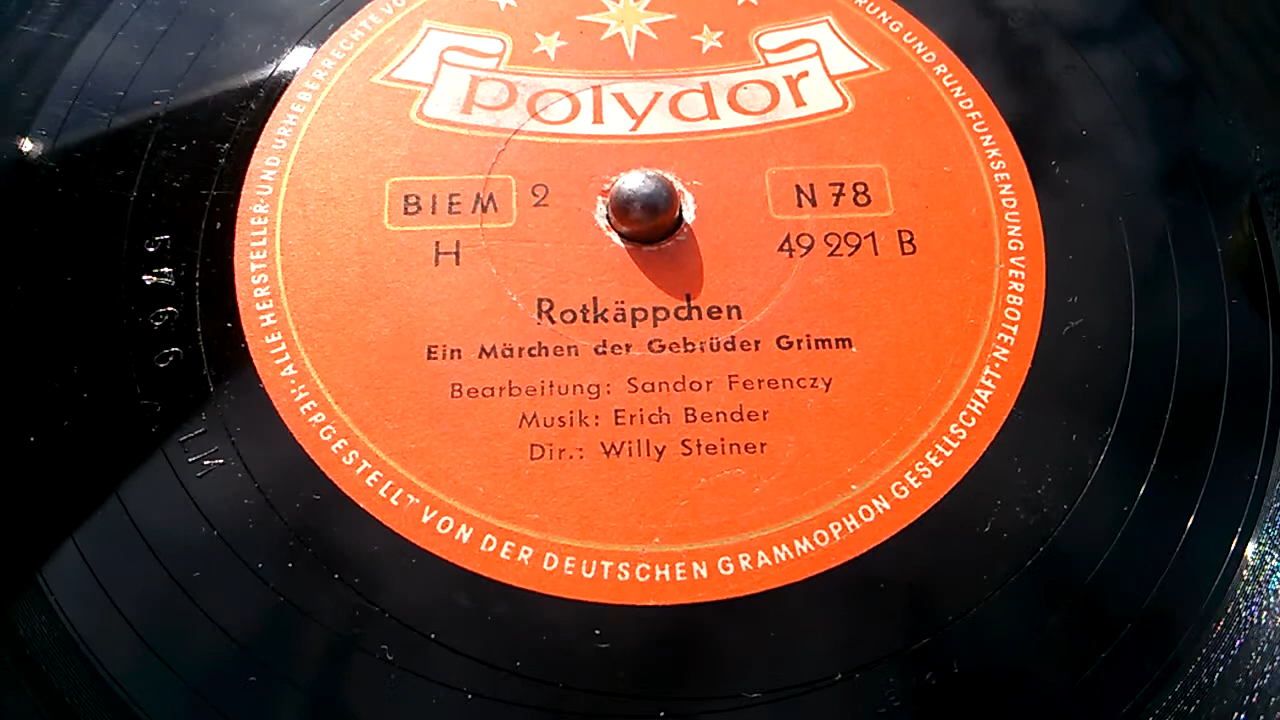 polydor
BIEM 2
N 78
H
49 291 B
Rotkäppchen
Ein Märchen der Gebrüder Grimm
Bearbeitung: Sandor Ferenczy
Musik: Erich Bender
Dir.: Willy Steiner
ALLE HERSTELLER- UND URHEBERRECHTE
UND RUNDFUNKSENDUNG VERBOTEN
HERGESTELLT VON DER DEUTSCHEN GRAMMOPHON GESELLSCHAFT